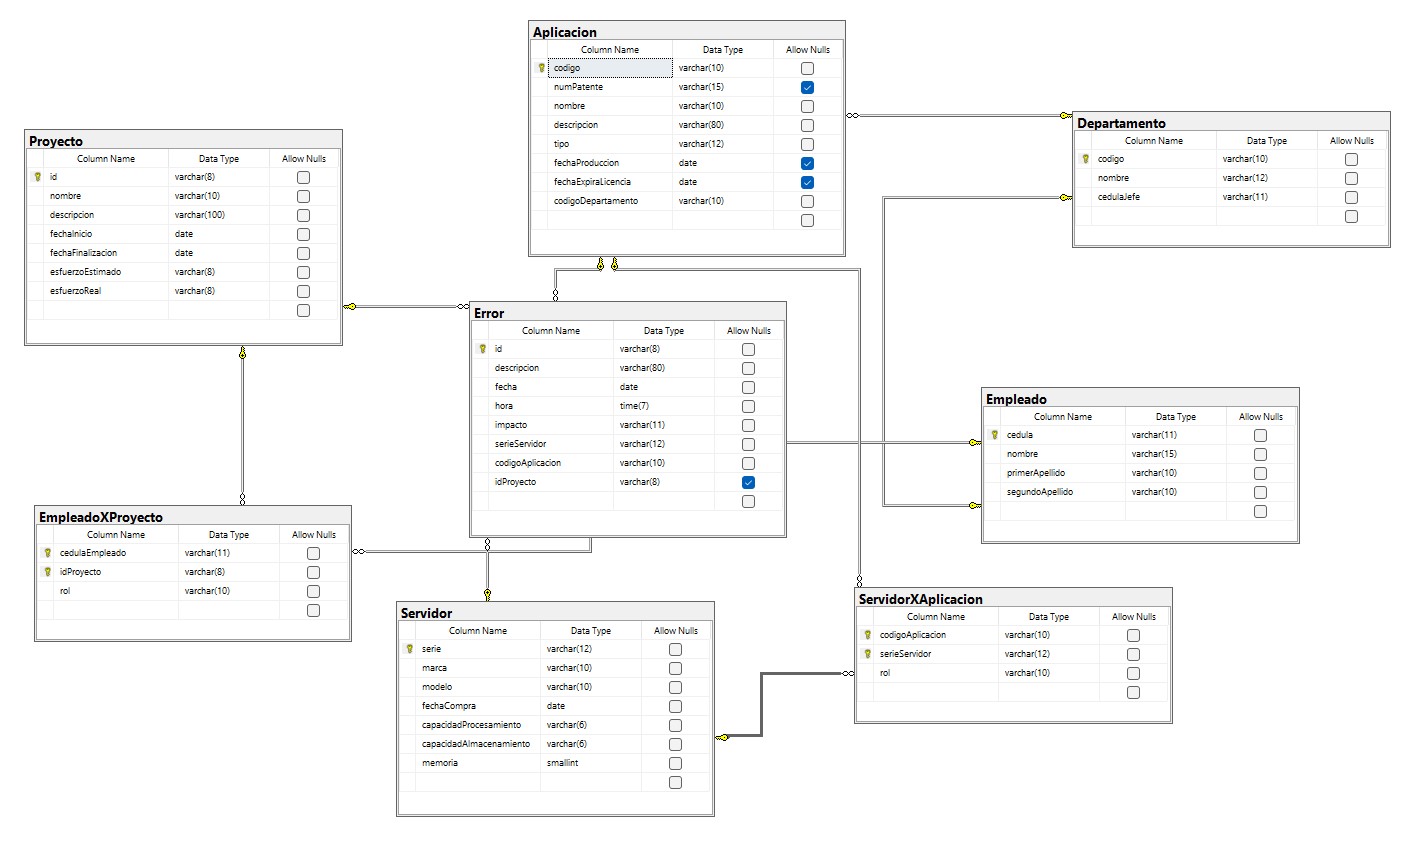 Aplicacion
Column Name Data Type Allow Nulls
codigo varchar(10)
numPatente varchar(15)
nombre varchar(10)
descripcion varchar(80)
tipo varchar(12)
fechaProduccion date
fechaExpiraLicencia date
codigoDepartamento varchar(10)
Departamento
Column Name Data Type Allow Nulls
codigo varchar(10)
nombre varchar(12)
cedulaJefe varchar(11)
Proyecto
Column Name Data Type Allow Nulls
id varchar(8)
nombre varchar(10)
descripcion varchar(100)
fechaInicio date
fechaFinalizacion date
esfuerzoEstimado varchar(8)
esfuerzoReal varchar(8)
Error
Column Name Data Type Allow Nulls
id varchar(8)
descripcion varchar(80)
fecha date
hora time(7)
impacto varchar(11)
serieServidor varchar(12)
codigoAplicacion varchar(10)
idProyecto varchar(8)
Empleado
Column Name Data Type Allow Nulls
cedula varchar(11)
nombre varchar(15)
primerApellido varchar(10)
segundoApellido varchar(10)
EmpleadoXProyecto
Column Name Data Type Allow Nulls
cedulaEmpleado varchar(11)
idProyecto varchar(8)
rol varchar(10)
Servidor
Column Name Data Type Allow Nulls
serie varchar(12)
marca varchar(10)
modelo varchar(10)
fechaCompra date
capacidadProcesamiento varchar(6)
capacidadAlmacenamiento varchar(6)
memoria smallint
ServidorXAplicacion
Column Name Data Type Allow Nulls
codigoAplicacion varchar(10)
serieServidor varchar(12)
rol varchar(10)